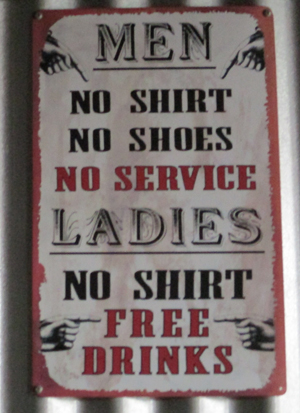 MEN
NO SHIRT
NO SHOES
NO SERVICE
LADIES
NO SHIRT
FREE
DRINKS